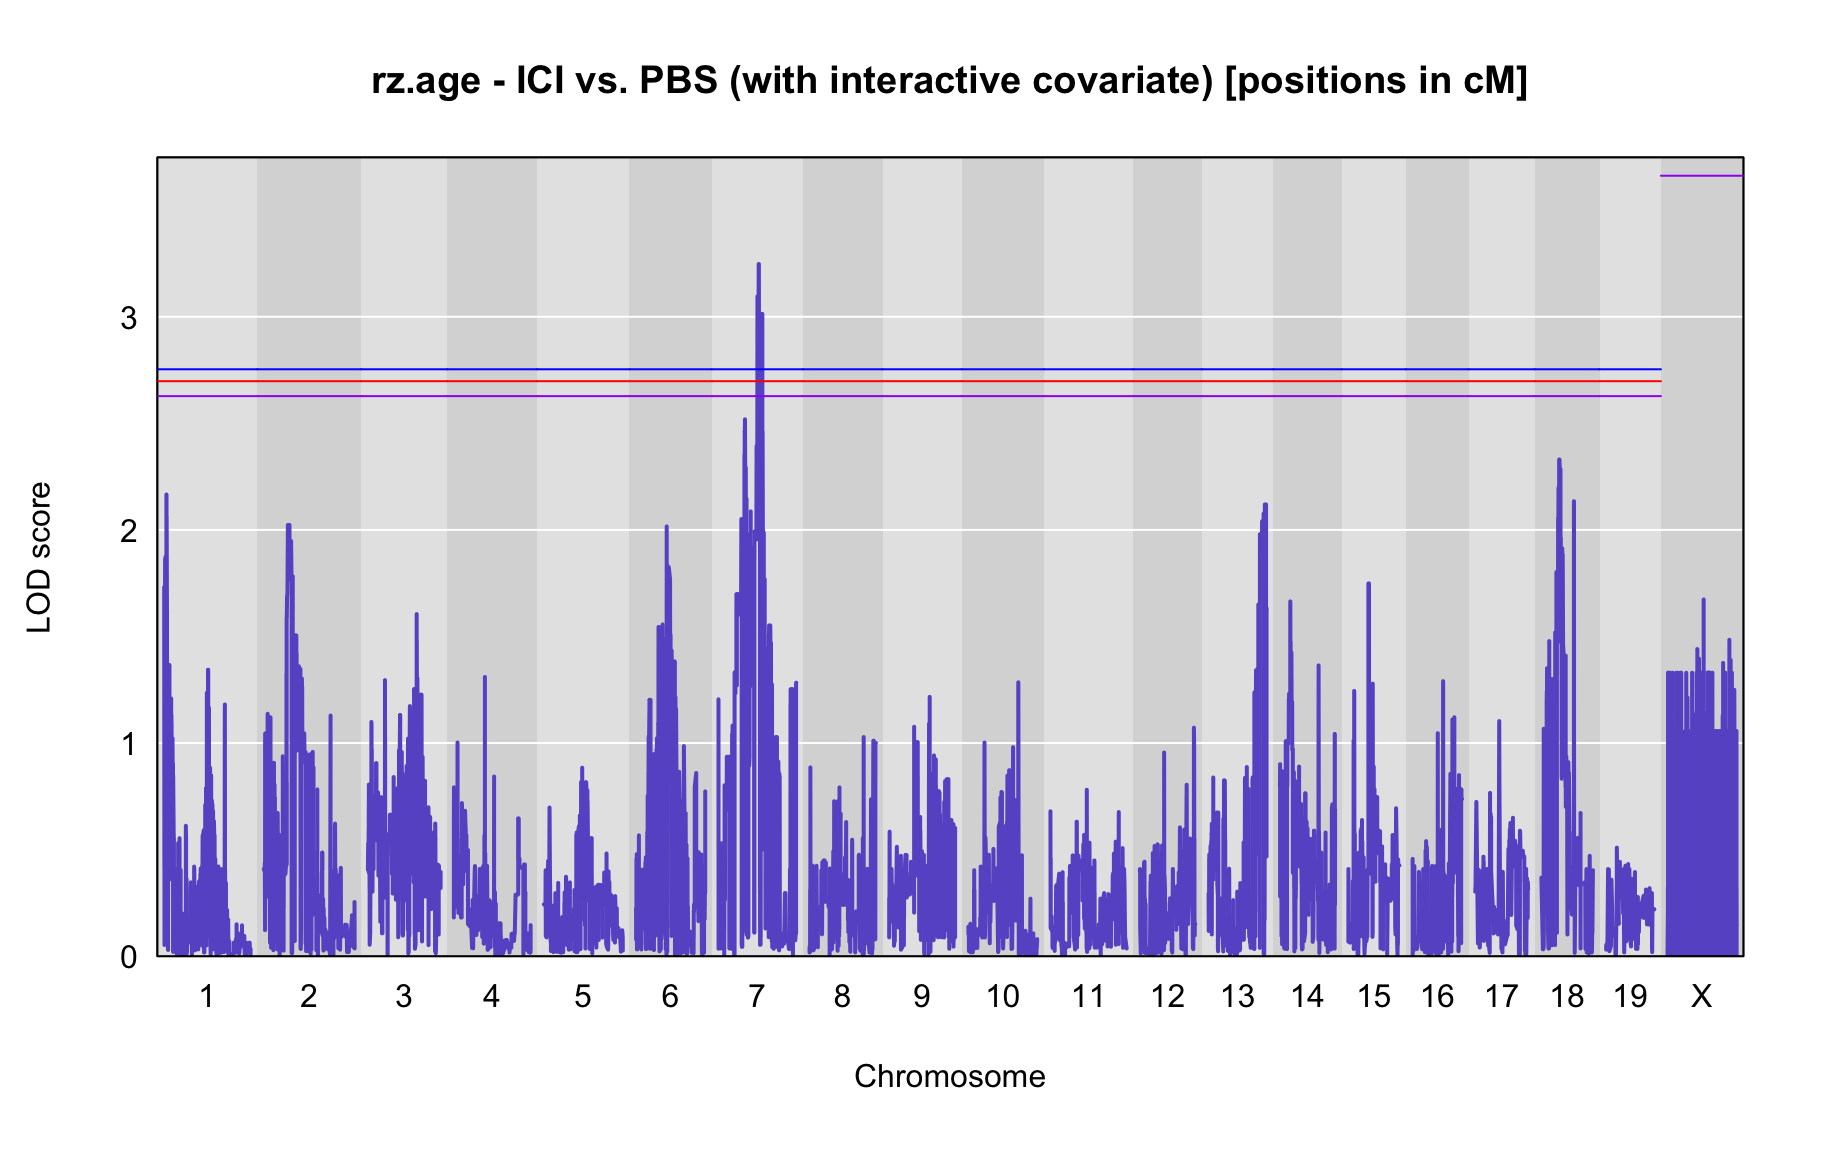 rz.age - ICI vs. PBS (with interactive covariate) [positions in cM]
LOD score
3
2
1
0
1 2 3 4 5 6 7 8 9 10 11 12 13 14 15 16 17 18 19 X
Chromosome